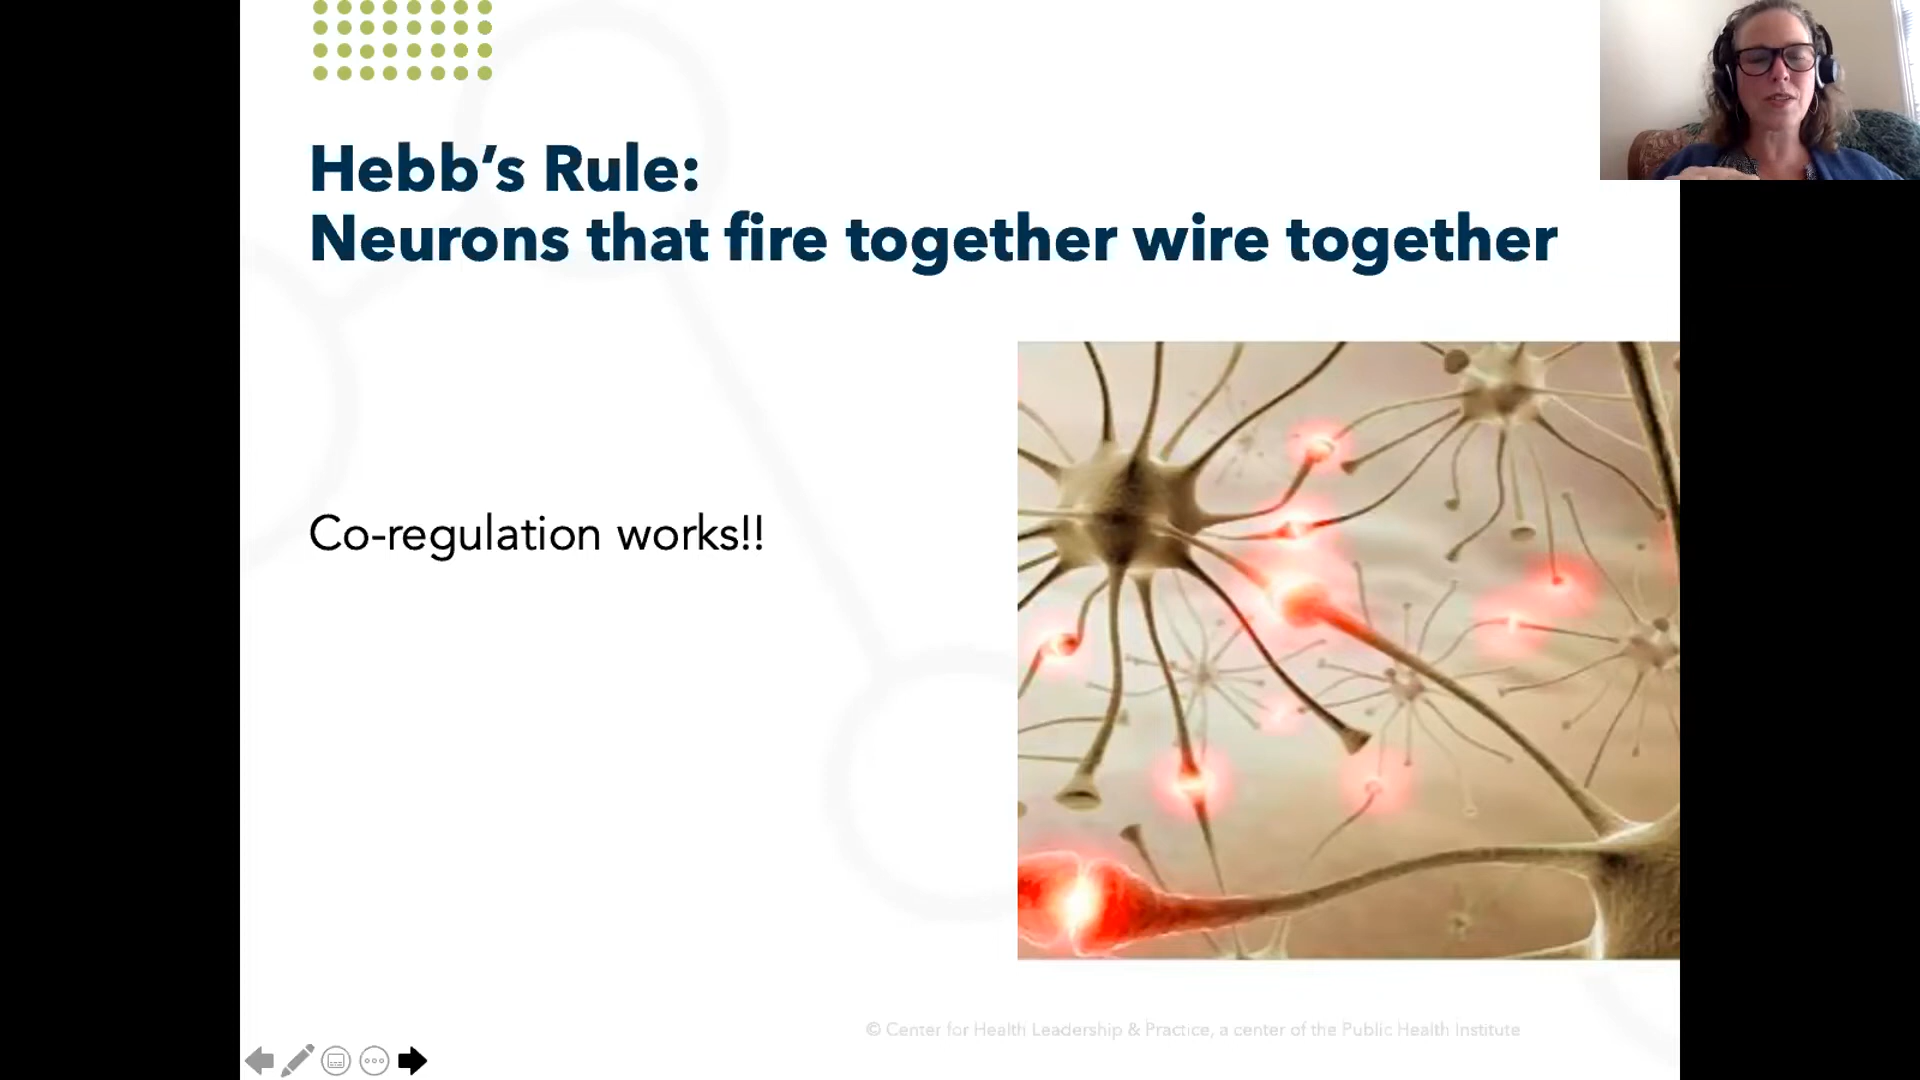 Hebb’s Rule:
Neurons that fire together wire together
Co-regulation works!!
© Center for Health Leadership & Practice, a center of the Public Health Institute